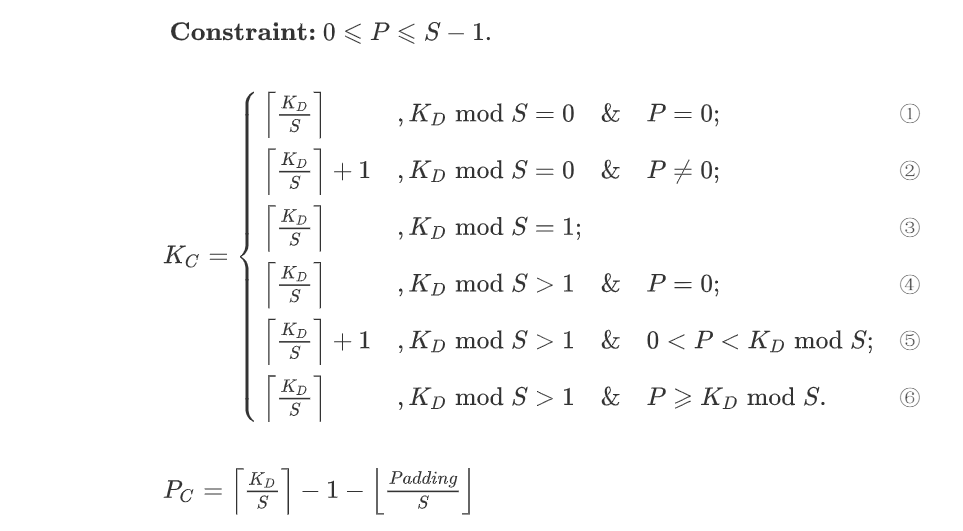 Constraint: 0 ⩽ P ⩽ S − 1.
⌈K_D/S⌉ , K_D mod S = 0 & P = 0; ①
⌈K_D/S⌉ + 1 , K_D mod S = 0 & P ≠ 0; ②
⌈K_D/S⌉ , K_D mod S = 1; ③
K_C = {
⌈K_D/S⌉ , K_D mod S > 1 & P = 0; ④
⌈K_D/S⌉ + 1 , K_D mod S > 1 & 0 < P < K_D mod S; ⑤
⌈K_D/S⌉ , K_D mod S > 1 & P ⩾ K_D mod S. ⑥
P_C = ⌈K_D/S⌉ − 1 − ⌊Padding/S⌋